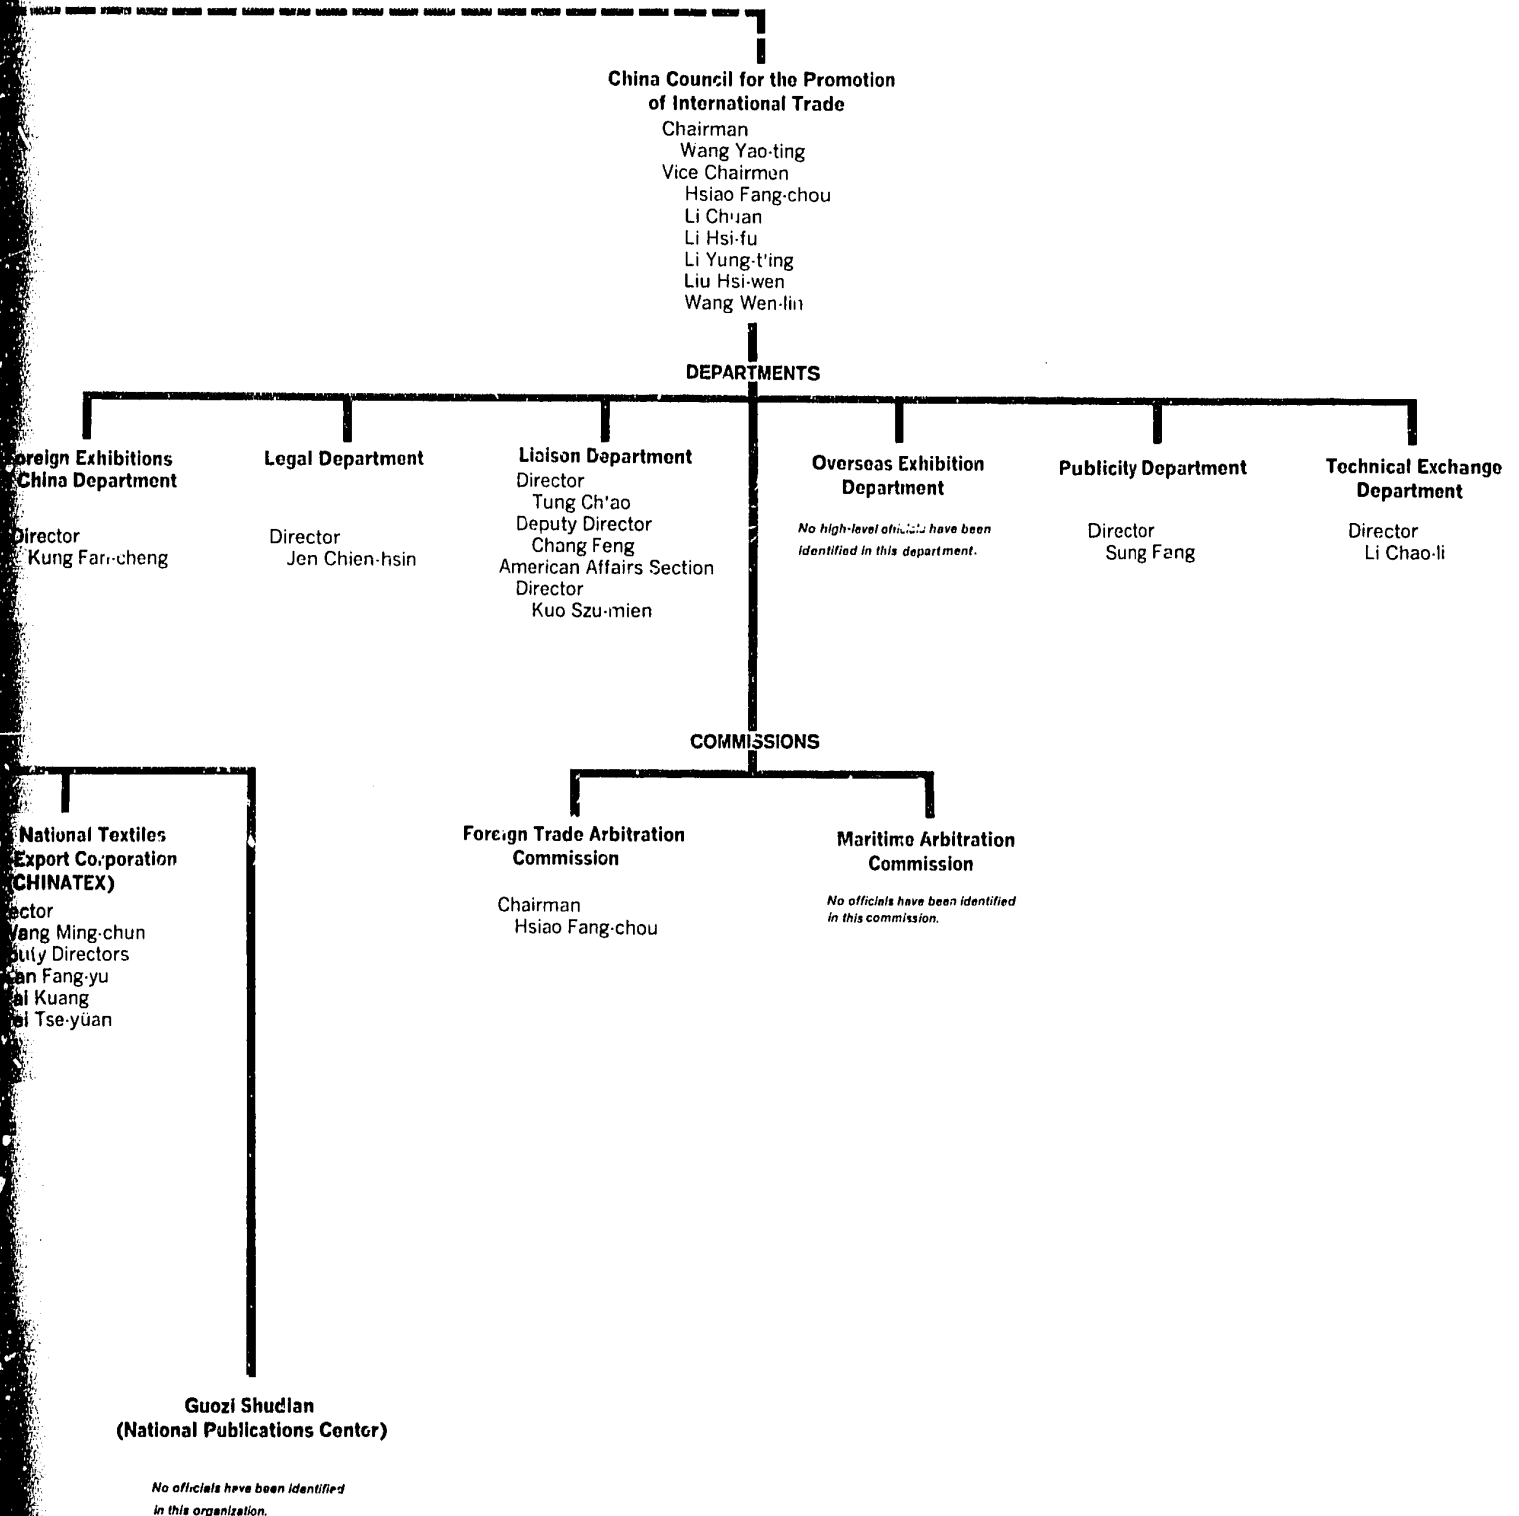 China Council for the Promotion
of International Trade
Chairman
Wang Yao-ting
Vice Chairmen
Hsiao Fang-chou
Li Chuan
Li Hsi-fu
Li Yung-t'ing
Liu Hsi-wen
Wang Wen-lin
DEPARTMENTS
Foreign Exhibitions
China Department
Director
Kung Fan-cheng
Legal Department
Director
Jen Chien-hsin
Liaison Department
Director
Tung Ch'ao
Deputy Director
Chang Feng
American Affairs Section
Director
Kuo Szu-mien
Overseas Exhibition
Department
No high-level officials have been
identified in this department.
Publicity Department
Director
Sung Fang
Technical Exchange
Department
Director
Li Chao-li
COMMISSIONS
National Textiles
Export Corporation
(CHINATEX)
Ming-chun
Directors
Fang-yu
Kuang
Tse-yüan
Foreign Trade Arbitration
Commission
Chairman
Hsiao Fang-chou
Maritime Arbitration
Commission
No officials have been identified
in this commission.
Guozi Shudian
(National Publications Center)
No officials have been identified
in this organization.